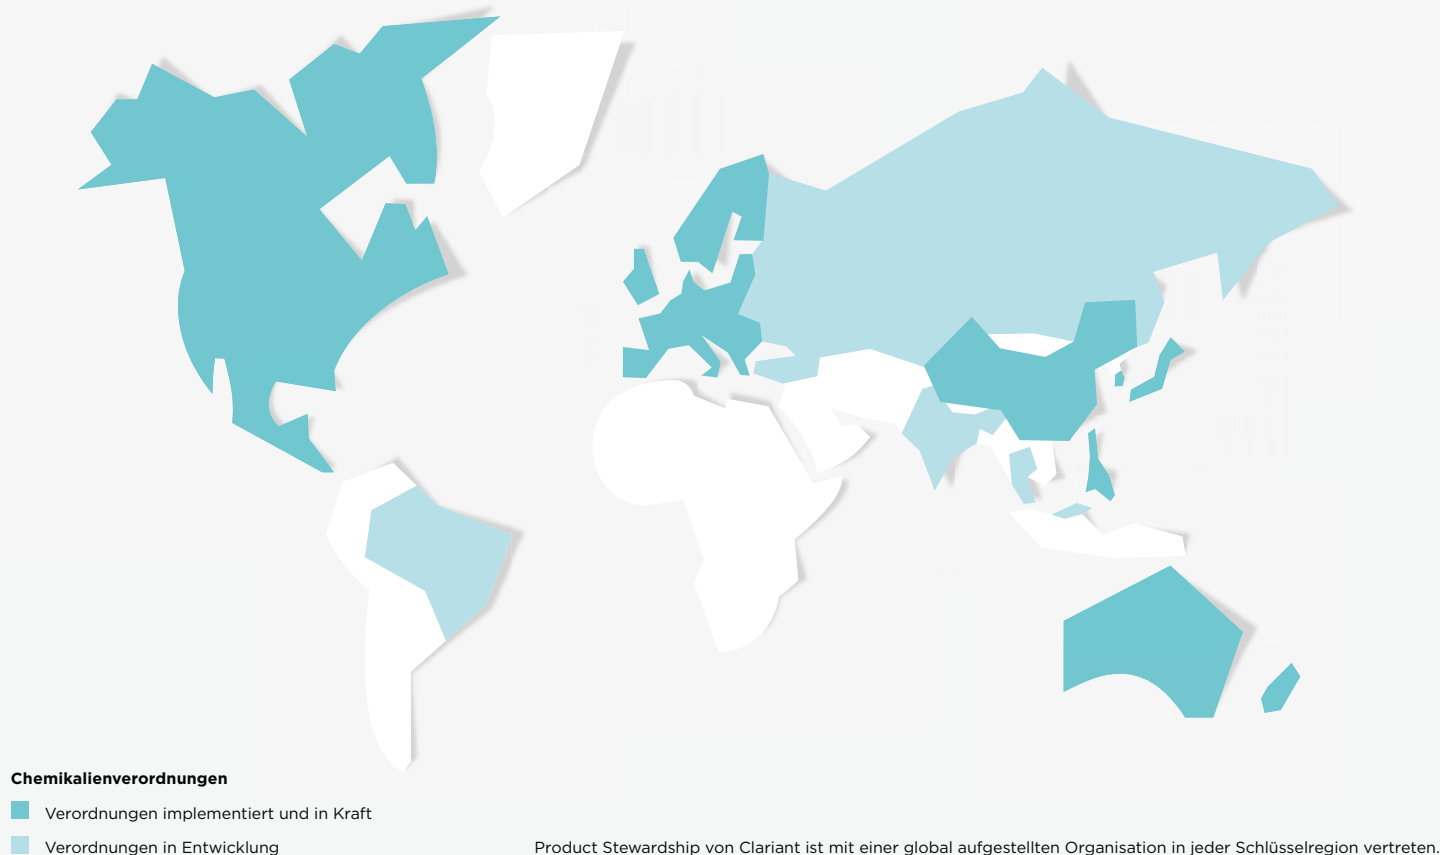 Chemikalienverordnungen
Verordnungen implementiert und in Kraft
Verordnungen in Entwicklung
Product Stewardship von Clariant ist mit einer global aufgestellten Organisation in jeder Schlüsselregion vertreten.